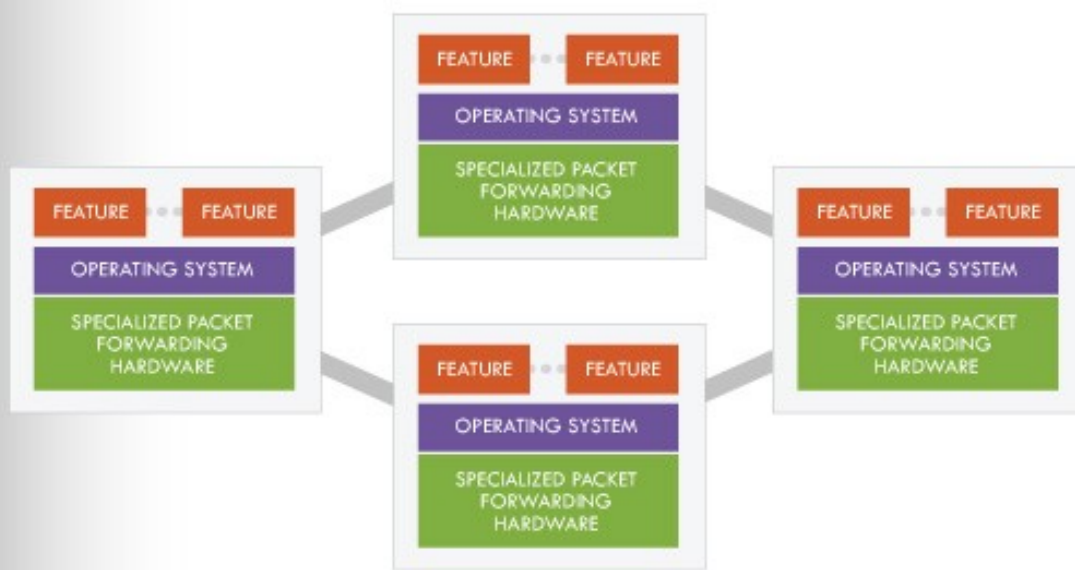 FEATURE FEATURE
OPERATING SYSTEM
SPECIALIZED PACKET
FORWARDING
HARDWARE
FEATURE FEATURE
OPERATING SYSTEM
SPECIALIZED PACKET
FORWARDING
HARDWARE
FEATURE FEATURE
OPERATING SYSTEM
SPECIALIZED PACKET
FORWARDING
HARDWARE
FEATURE FEATURE
OPERATING SYSTEM
SPECIALIZED PACKET
FORWARDING
HARDWARE